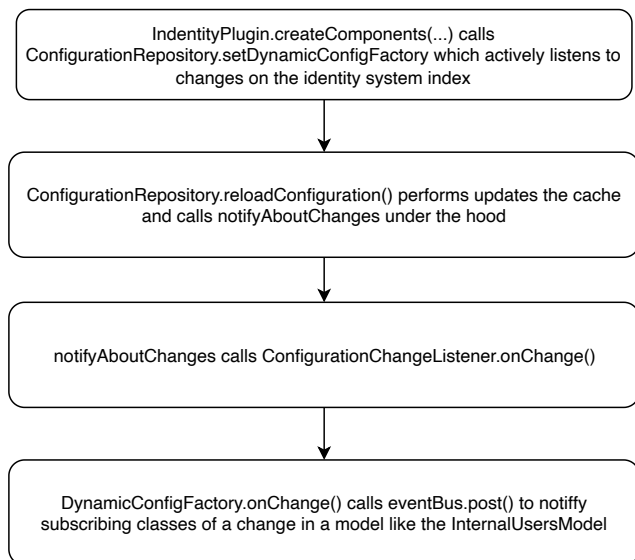 IndentityPlugin.createComponents(...) calls
ConfigurationRepository.setDynamicConfigFactory which actively listens to
changes on the identity system index
ConfigurationRepository.reloadConfiguration() performs updates the cache
and calls notifyAboutChanges under the hood
notifyAboutChanges calls ConfigurationChangeListener.onChange()
DynamicConfigFactory.onChange() calls eventBus.post() to notiffy
subscribing classes of a change in a model like the InternalUsersModel